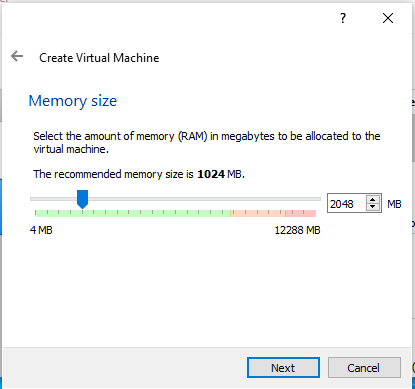 Create Virtual Machine
Memory size
Select the amount of memory (RAM) in megabytes to be allocated to the
virtual machine.
The recommended memory size is 1024 MB.
2048 MB
4 MB 12288 MB
Next Cancel